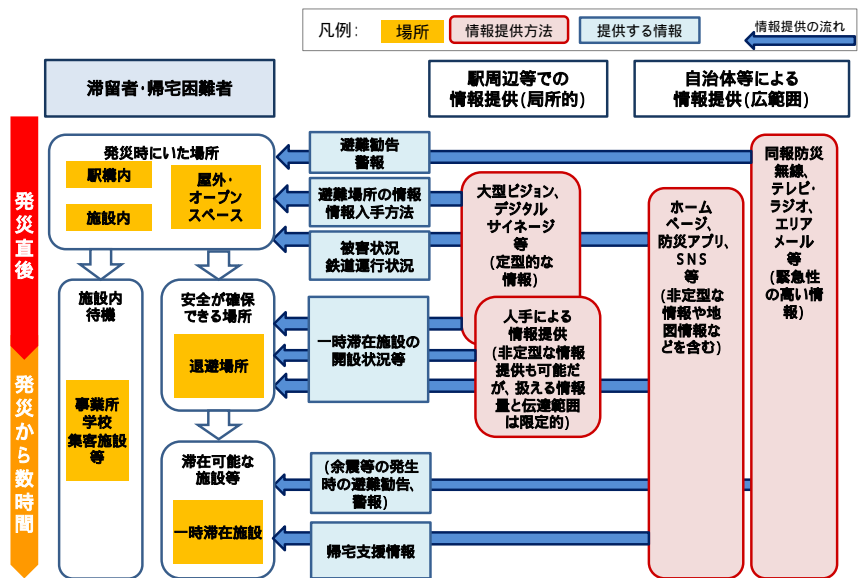 凡例:
場所
情報提供方法
提供する情報
情報提供の流れ
滞留者・帰宅困難者
駅周辺等での
情報提供(局所的)
自治体等による
情報提供(広範囲)
発災直後
発災から数時間
発災時にいた場所
駅構内
施設内
屋外・
オープン
スペース
避難勧告
警報
避難場所の情報
情報入手方法
被害状況
鉄道運行状況
大型ビジョン、
デジタル
サイネージ
等
(定型的な
情報)
ホーム
ページ、
防災アプリ、
SNS
等
(非定型な
情報や地
図情報な
どを含む)
同報防災
無線、
テレビ・
ラジオ、
エリア
メール
等
(緊急性
の高い情
報)
施設内
待機
事業所
学校
集客施設
等
安全が確保
できる場所
退避場所
一時滞在施設の
開設状況等
人手による
情報提供
(非定型な情報
提供も可能だ
が、扱える情報
量と伝達範囲
は限定的)
滞在可能な
施設等
一時滞在施設
(余震等の発生
時の避難勧告、
警報)
帰宅支援情報